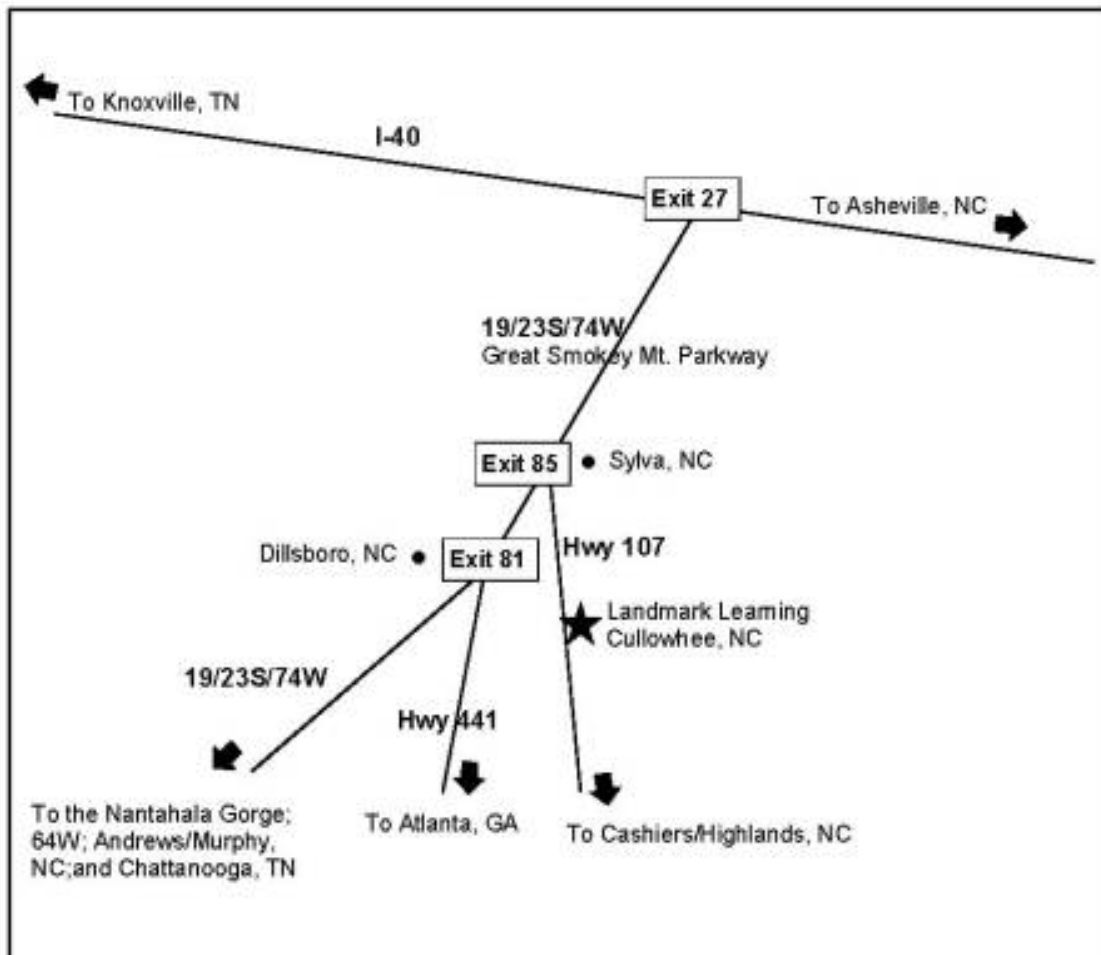 To Knoxville, TN
I-40
Exit 27
To Asheville, NC
19/23S/74W
Great Smokey Mt. Parkway
Exit 85
Sylva, NC
Dillsboro, NC
Exit 81
Hwy 107
Landmark Learning
Cullowhee, NC
19/23S/74W
Hwy 441
To the Nantahala Gorge;
64W; Andrews/Murphy,
NC;and Chattanooga, TN
To Atlanta, GA
To Cashiers/Highlands, NC